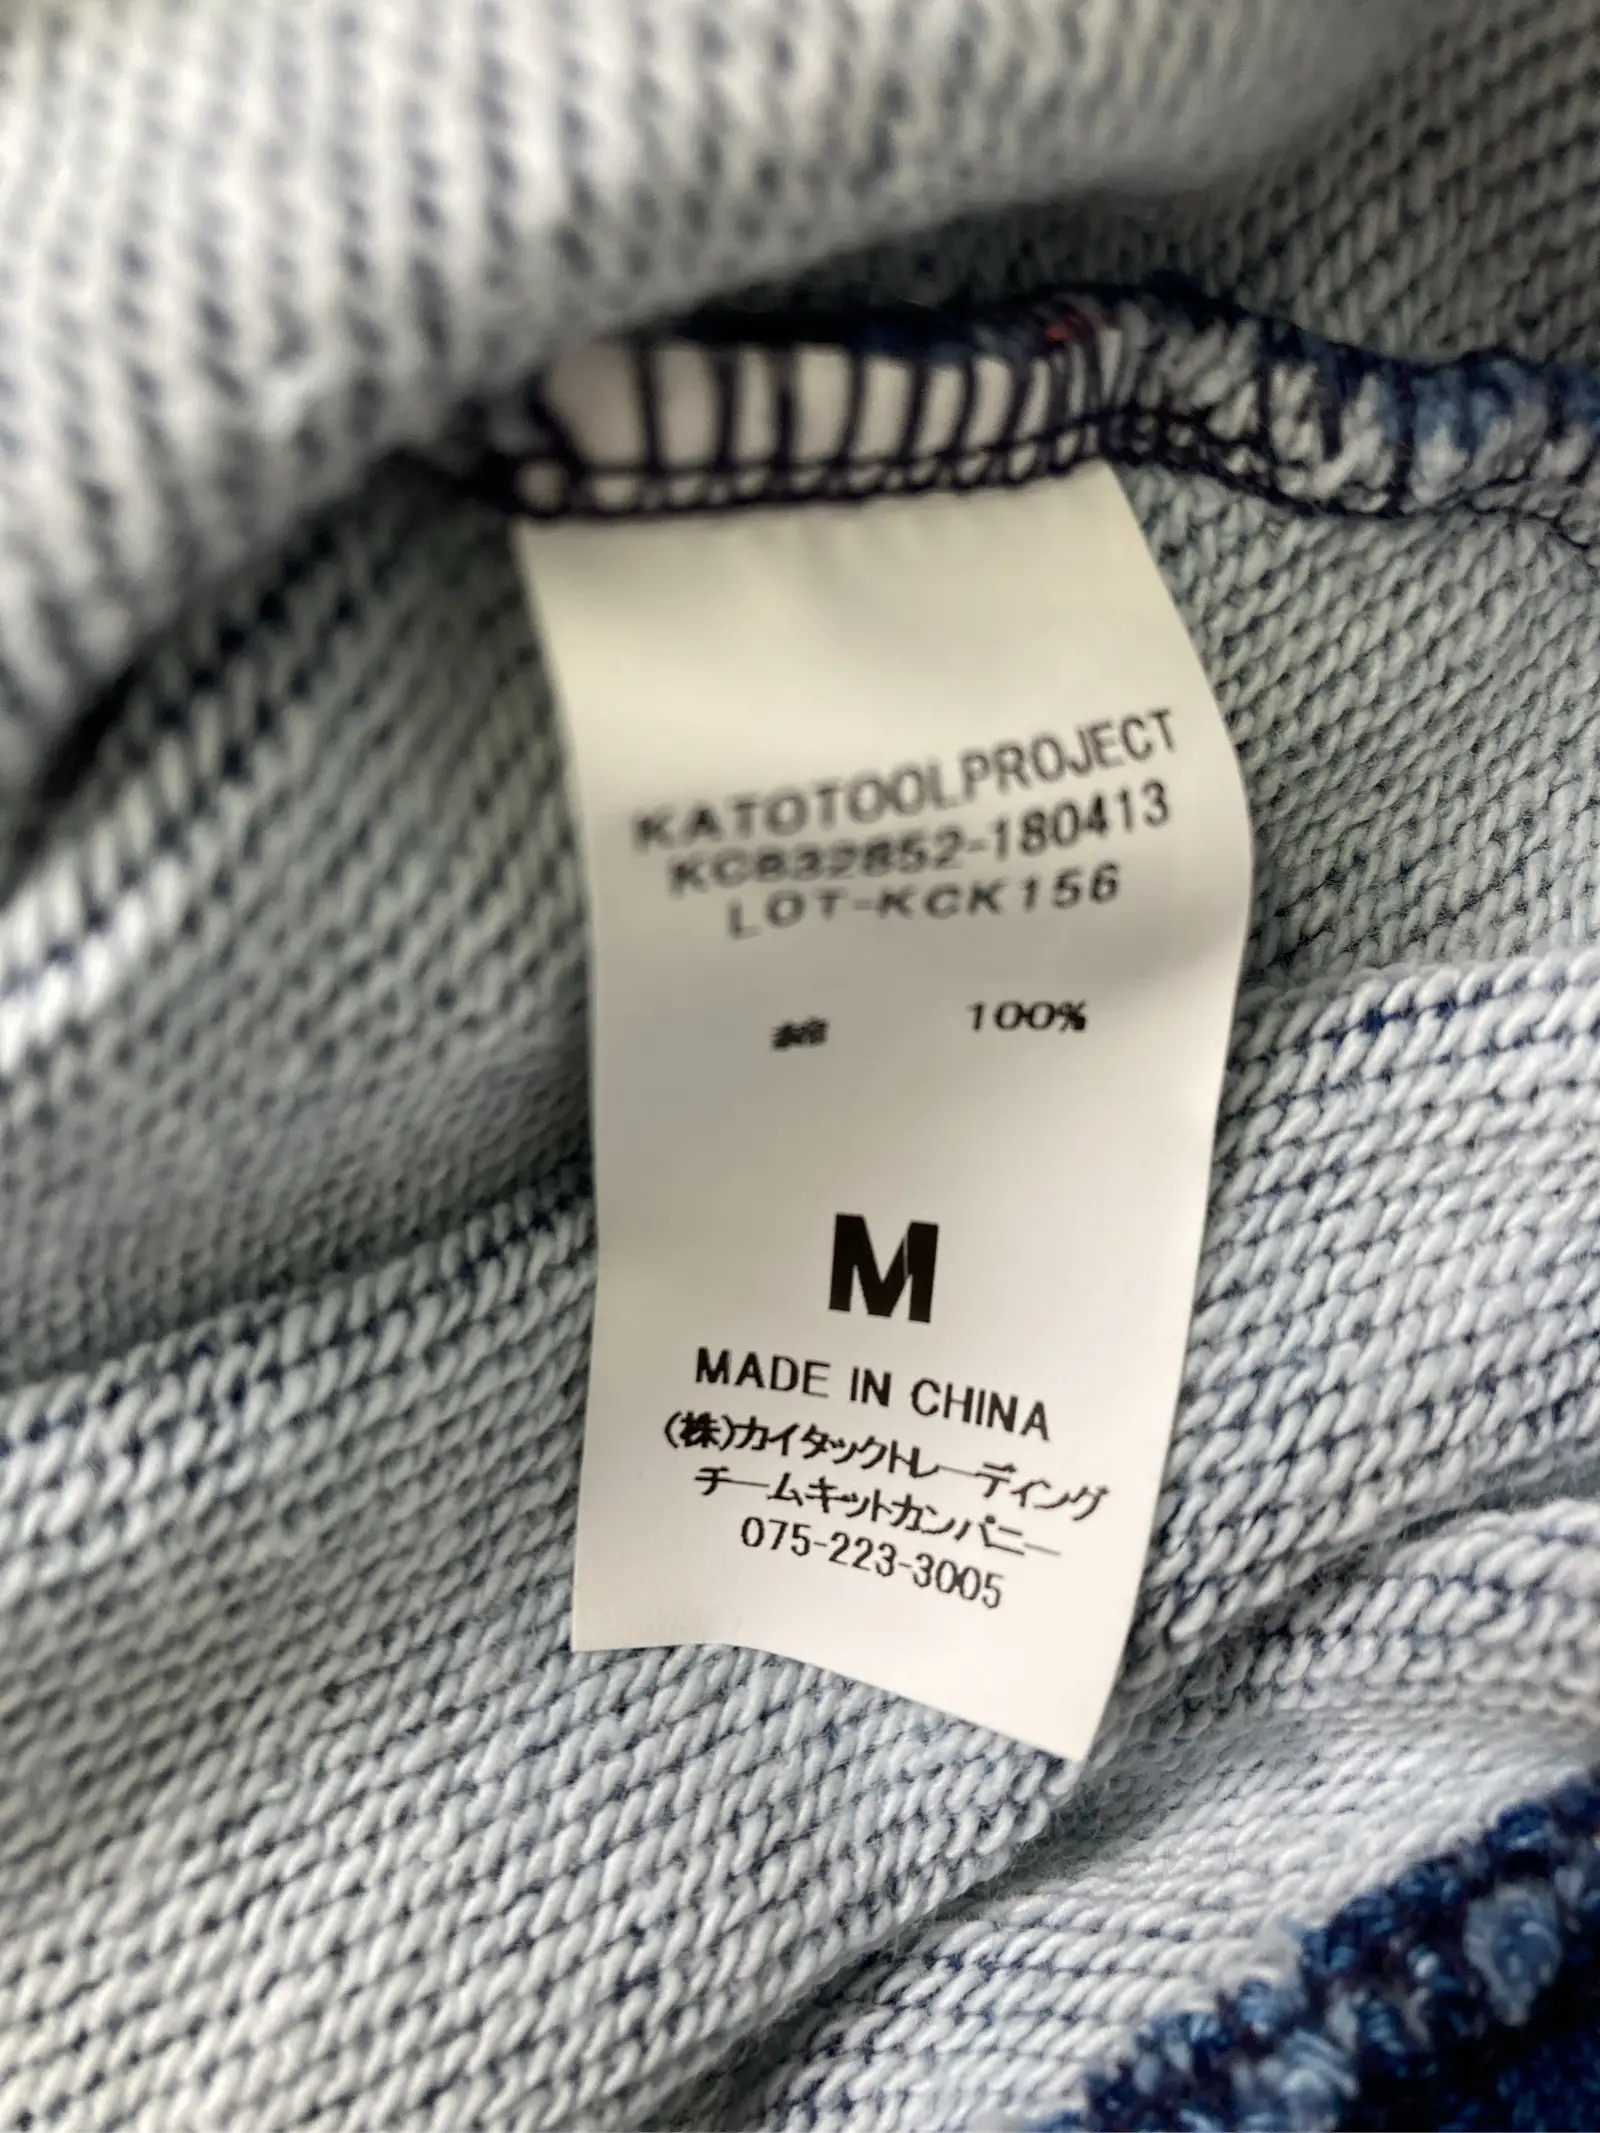 KATOTOOLPROJECT
KC832852-180413
LOT-KCK156
綿 100%
M
MADE IN CHINA
(株)カイタックトレーディング
チームキットカンパニー
075-223-3005